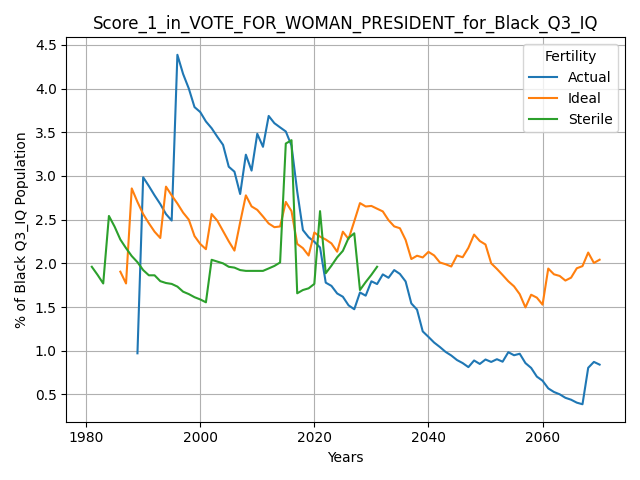 Score_1_in_VOTE_FOR_WOMAN_PRESIDENT_for_Black_Q3_IQ
Fertility
Actual
Ideal
Sterile
% of Black Q3_IQ Population
4.5
4.0
3.5
3.0
2.5
2.0
1.5
1.0
0.5
1980 2000 2020 2040 2060
Years